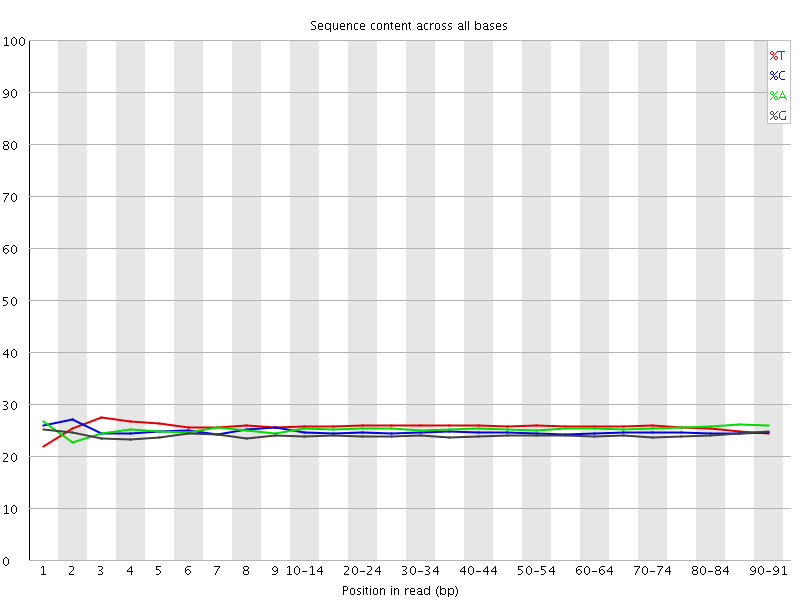 Sequence content across all bases
100
90
80
70
60
50
40
30
20
10
0
%T
%C
%A
%G
1 2 3 4 5 6 7 8 9 10-14 20-24 30-34 40-44 50-54 60-64 70-74 80-84 90-91
Position in read (bp)